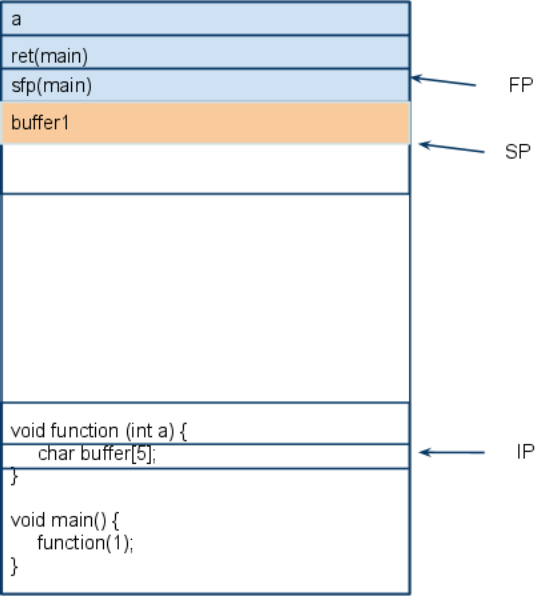 a
ret(main)
sfp(main)
FP
buffer1
SP
void function (int a) {
char buffer[5];
IP
}
void main() {
function(1);
}